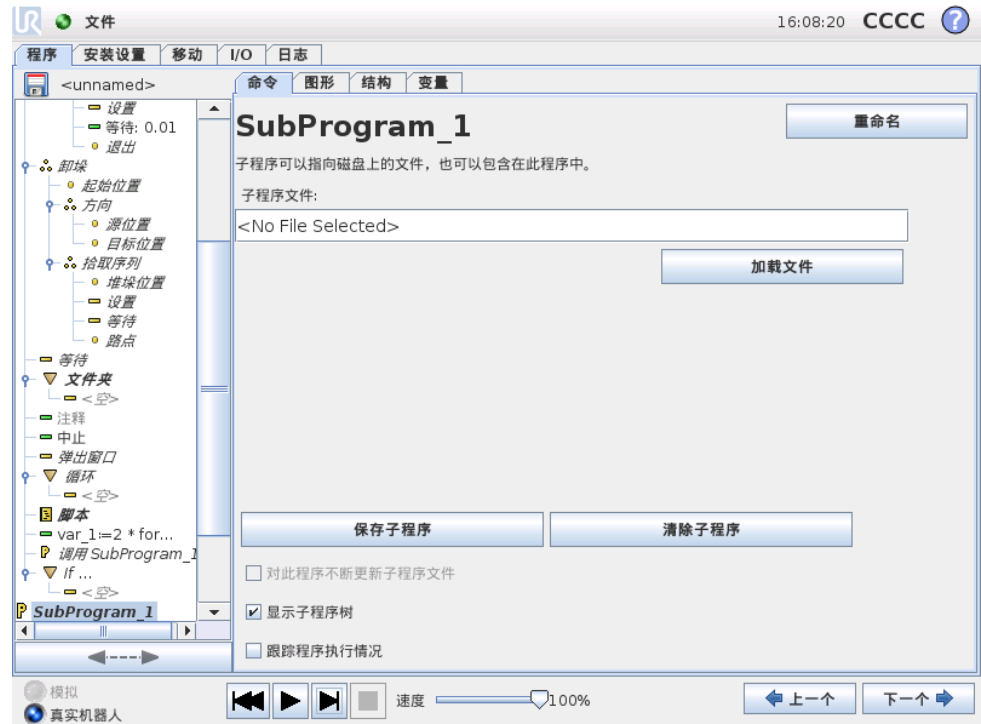 UR 文件 16:08:20 CCCC ?
程序 安装设置 移动 I/O 日志
<unnamed>
命令 图形 结构 变量
设置
等待: 0.01
退出
卸垛
起始位置
方向
源位置
目标位置
拾取序列
堆垛位置
设置
等待
路点
等待
文件夹
<空>
注释
中止
弹出窗口
循环
<空>
脚本
var_1:=2 * for...
调用 SubProgram_1
If ...
<空>
SubProgram_1
SubProgram_1
重命名
子程序可以指向磁盘上的文件，也可以包含在此程序中。
子程序文件:
<No File Selected>
加载文件
保存子程序 清除子程序
对此程序不断更新子程序文件
显示子程序树
跟踪程序执行情况
模拟
真实机器人
速度 100%
上一个 下一个